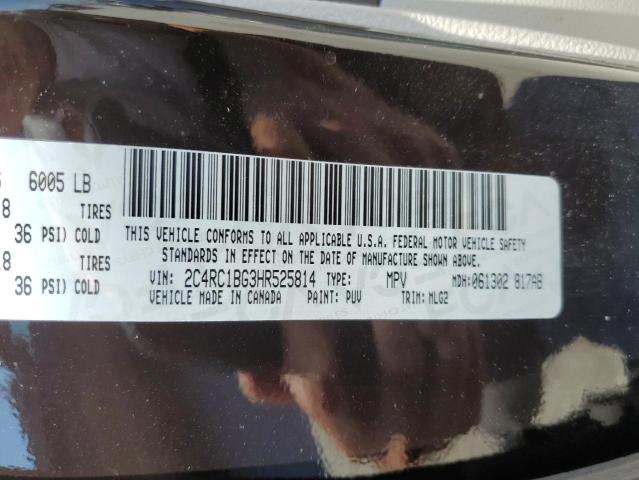 6005 LB
8 TIRES
36 PSI) COLD
8 TIRES
36 PSI) COLD
THIS VEHICLE CONFORMS TO ALL APPLICABLE U.S.A. FEDERAL MOTOR VEHICLE SAFETY
STANDARDS IN EFFECT ON THE DATE OF MANUFACTURE SHOWN ABOVE.
VIN: 2C4RC1BG3HR525814 TYPE: MPV MDH: 061302 817AB
VEHICLE MADE IN CANADA PAINT: PUV TRIM: MLG2